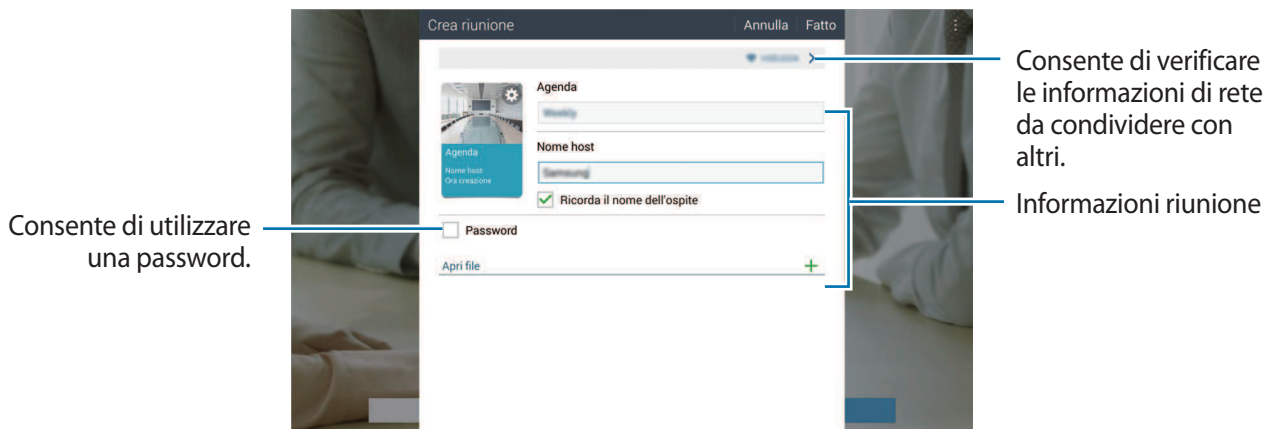 Crea riunione
Annulla
Fatto
Agenda
Weekly
Nome host
Samsung
Ricorda il nome dell'ospite
Agenda
Nome host
Ora creazione
Password
Apri file
Consente di utilizzare
una password.
Consente di verificare
le informazioni di rete
da condividere con
altri.
Informazioni riunione